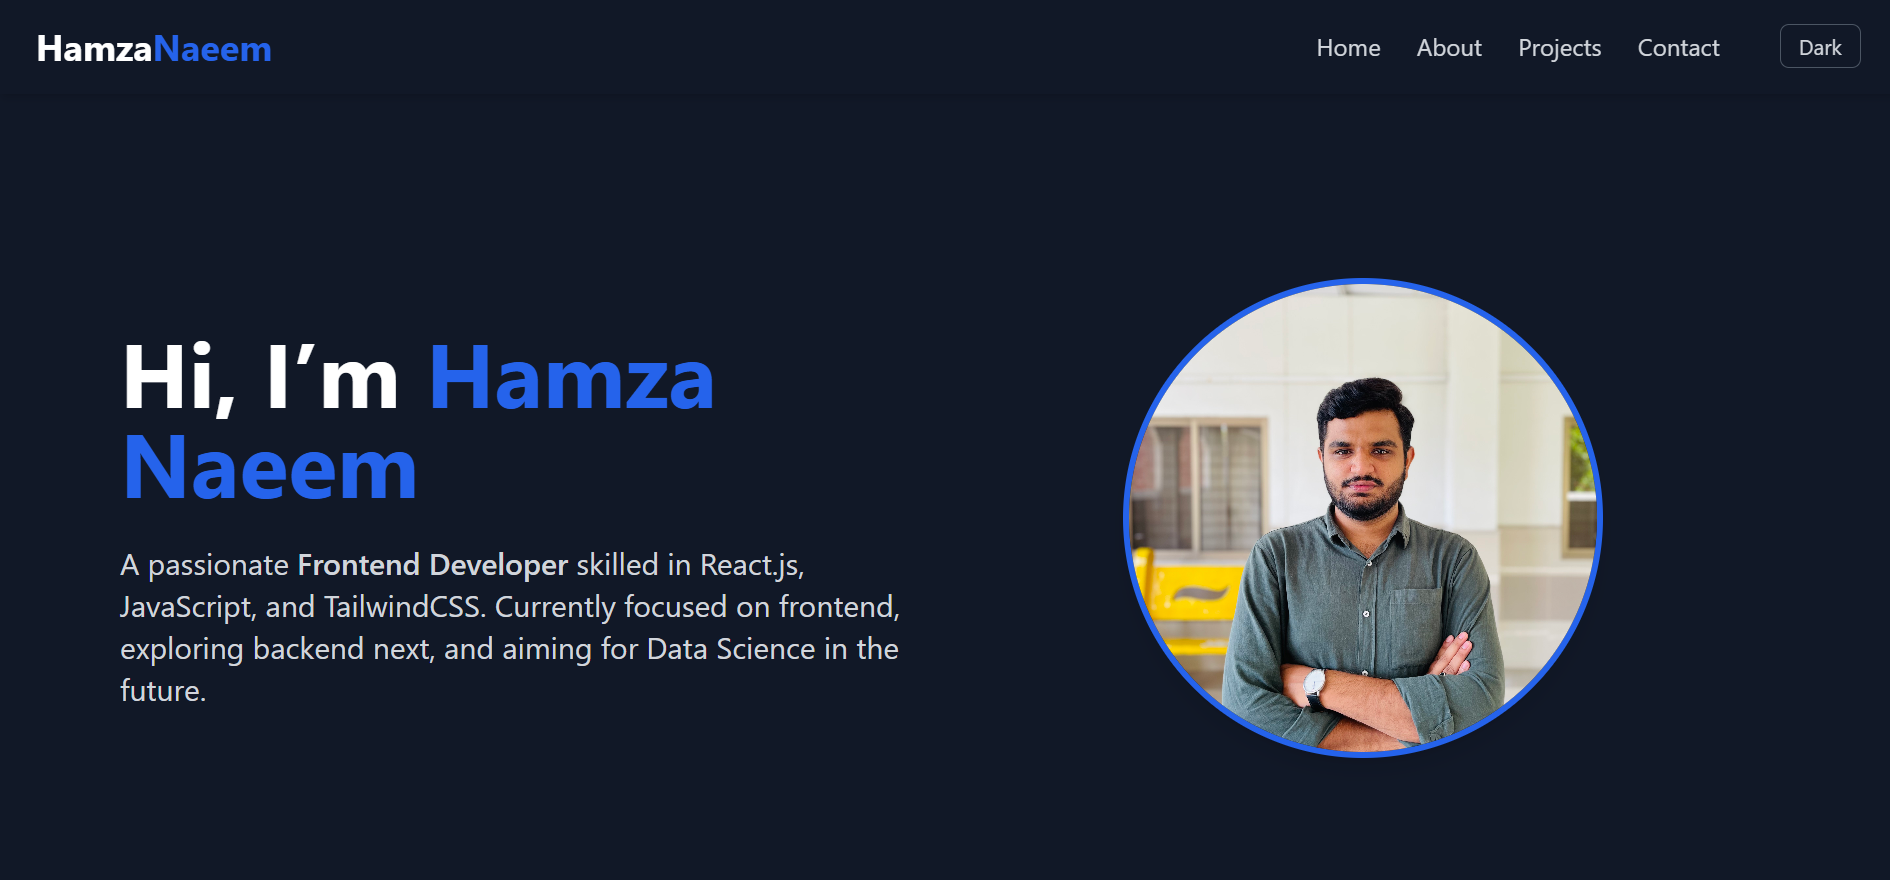 HamzaNaeem
Home About Projects Contact Dark
Hi, I’m Hamza
Naeem
A passionate Frontend Developer skilled in React.js,
JavaScript, and TailwindCSS. Currently focused on frontend,
exploring backend next, and aiming for Data Science in the
future.